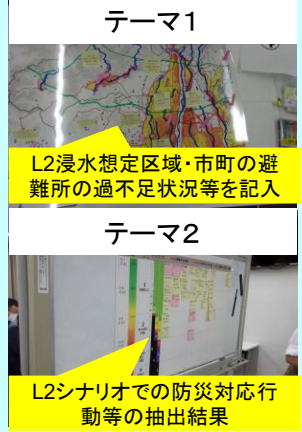 テーマ1
L2浸水想定区域・市町の避
難所の過不足状況等を記入
テーマ2
L2シナリオでの防災対応行
動等の抽出結果